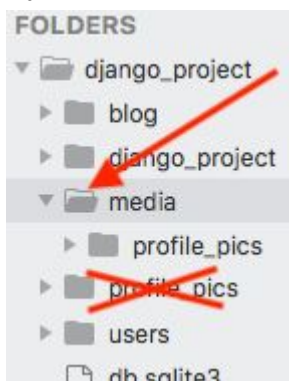 FOLDERS
django_project
blog
django_project
media
profile_pics
profile_pics
users
db.sqlite3